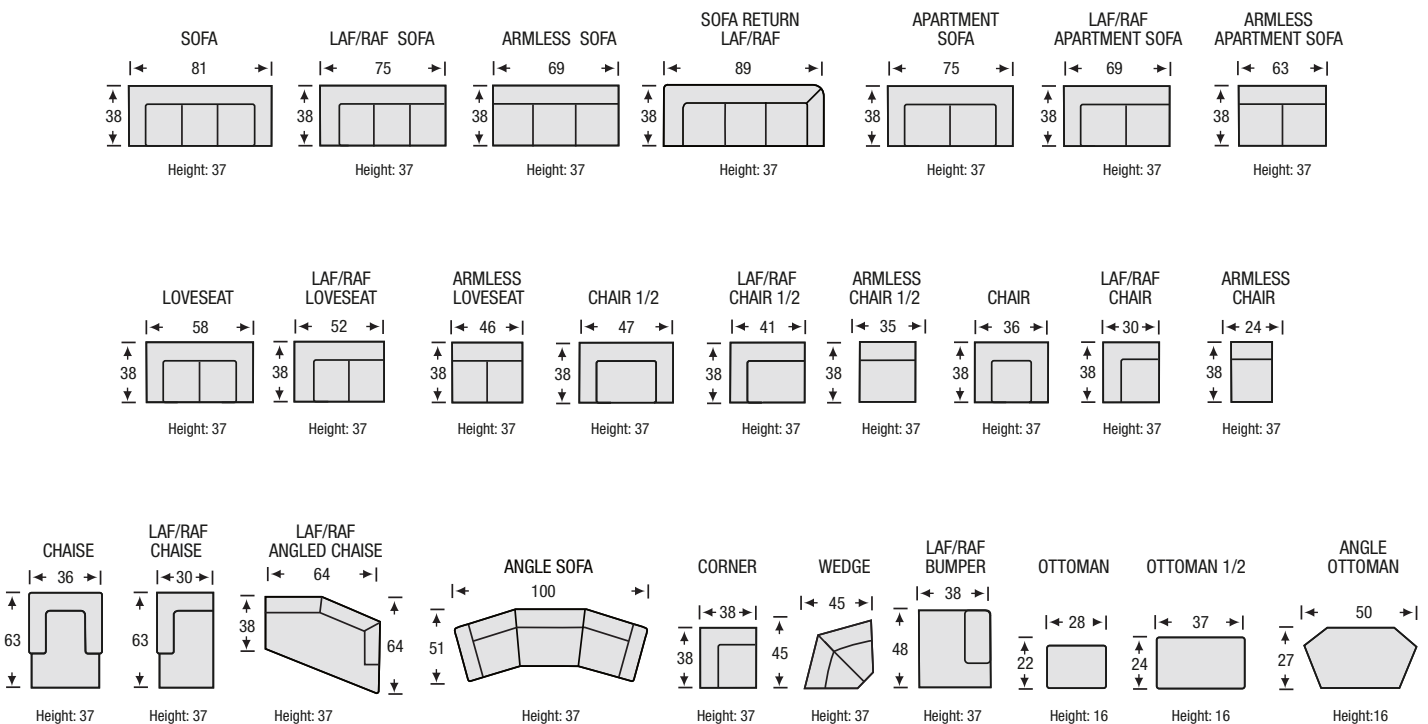 SOFA
81
38
Height: 37
LAF/RAF SOFA
75
38
Height: 37
ARMLESS SOFA
69
38
Height: 37
SOFA RETURN
LAF/RAF
89
38
Height: 37
APARTMENT
SOFA
75
38
Height: 37
LAF/RAF
APARTMENT SOFA
69
38
Height: 37
ARMLESS
APARTMENT SOFA
63
38
Height: 37
LOVESEAT
58
38
Height: 37
LAF/RAF
LOVESEAT
52
38
Height: 37
ARMLESS
LOVESEAT
46
38
Height: 37
CHAIR 1/2
47
38
Height: 37
LAF/RAF
CHAIR 1/2
41
38
Height: 37
ARMLESS
CHAIR 1/2
35
38
Height: 37
CHAIR
36
38
Height: 37
LAF/RAF
CHAIR
30
38
Height: 37
ARMLESS
CHAIR
24
38
Height: 37
CHAISE
36
63
Height: 37
LAF/RAF
CHAISE
30
63
Height: 37
LAF/RAF
ANGLED CHAISE
64
38
64
Height: 37
ANGLE SOFA
100
51
Height: 37
CORNER
38
38
Height: 37
WEDGE
45
45
Height: 37
LAF/RAF
BUMPER
38
48
Height: 37
OTTOMAN
28
22
Height: 16
OTTOMAN 1/2
37
24
Height: 16
ANGLE
OTTOMAN
50
27
Height:16